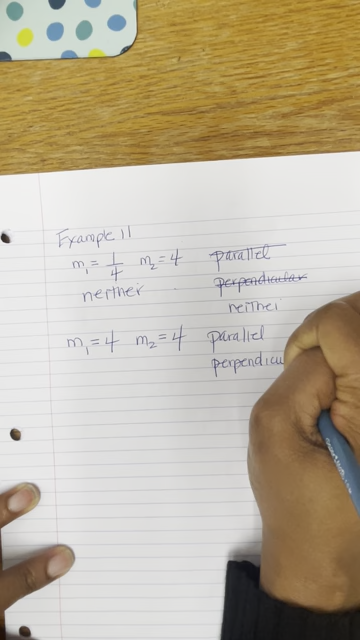 Example 11
m₁ = 1/4 m₂ = 4 parallel
neither perpendicular
neither
m₁ = 4 m₂ = 4 parallel
perpendicu